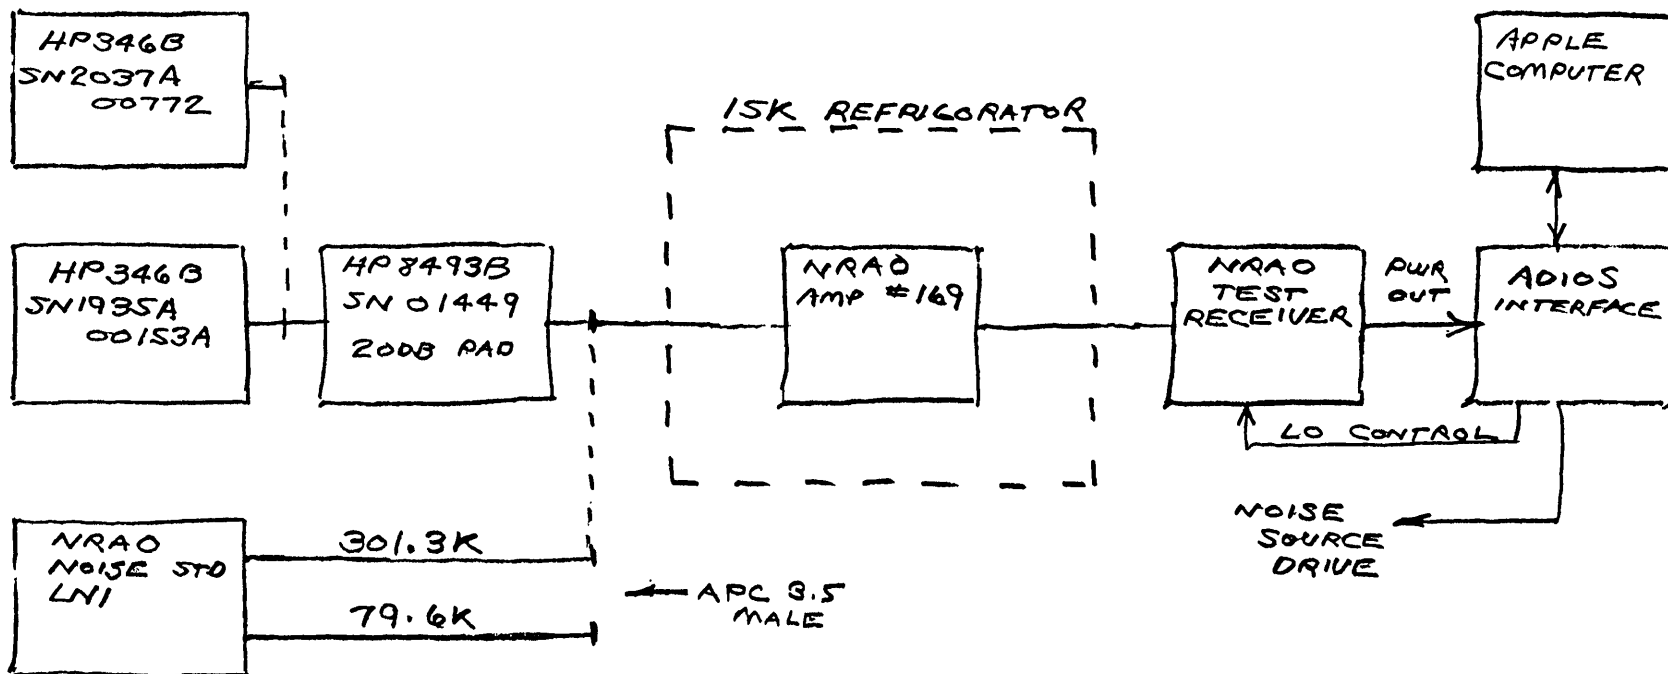 HP346B
SN2037A
00772
15K REFRIGORATOR
APPLE
COMPUTER
HP346B
SN1935A
00153A
HP8493B
SN 01449
20DB PAD
NRAO
AMP #169
NRAO
TEST
RECEIVER
PWR
OUT
ADIOS
INTERFACE
LO CONTROL
NOISE
SOURCE
DRIVE
NRAO
NOISE STD
LN1
301.3K
79.6K
APC 3.5
MALE